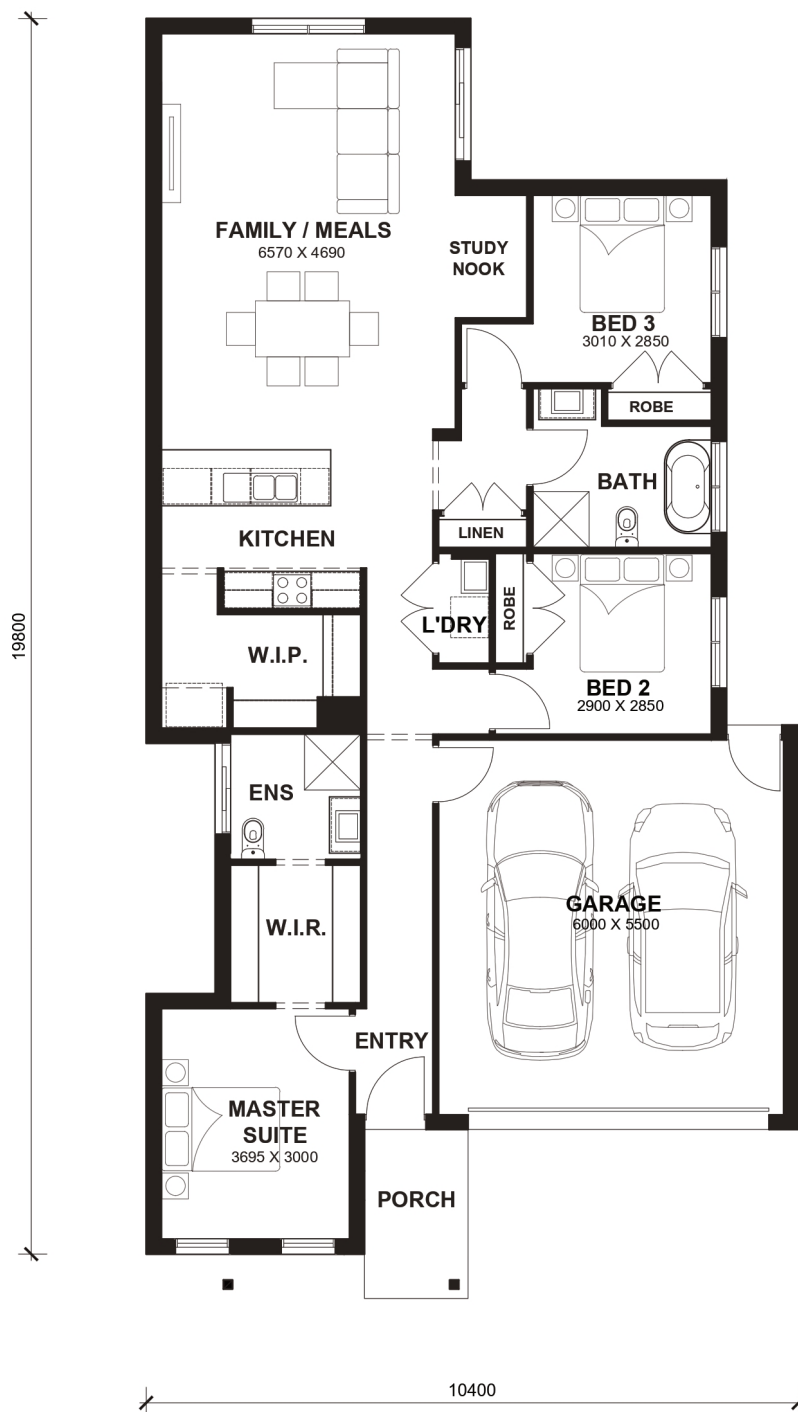 FAMILY / MEALS
6570 X 4690
STUDY
NOOK
BED 3
3010 X 2850
ROBE
BATH
KITCHEN
LINEN
L'DRY
ROBE
W.I.P.
BED 2
2900 X 2850
19800
ENS
GARAGE
6000 X 5500
W.I.R.
ENTRY
MASTER
SUITE
3695 X 3000
PORCH
10400